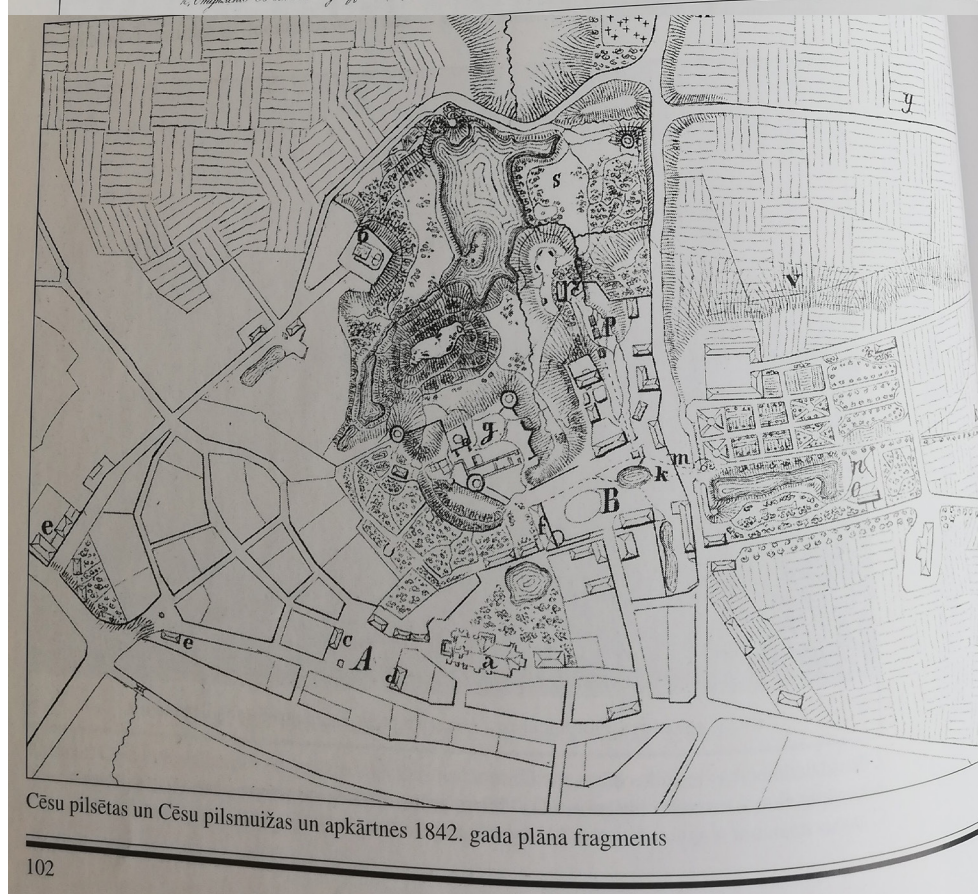 y
s
b
v
r
p
g
m
n
k
o
B
f
e
e
c
A
a
d
Cēsu pilsētas un Cēsu pilsmuižas un apkārtnes 1842. gada plāna fragments
102